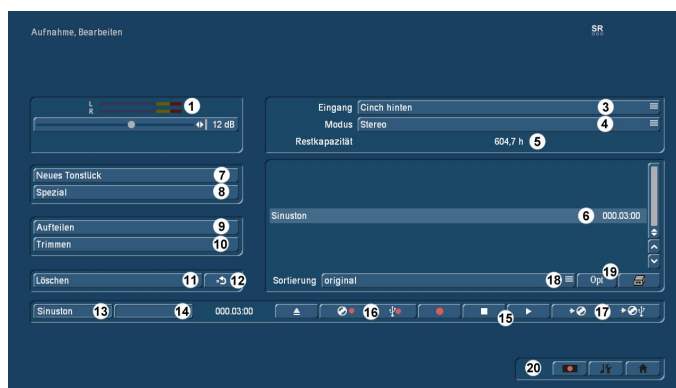 Aufnahme, Bearbeiten
SR
L
R
1
12 dB
Eingang Cinch hinten 3
Modus Stereo 4
Restkapazität 604,7 h 5
Neues Tonstück 7
Spezial 8
Sinuston 6 000.03:00
Aufteilen 9
Trimmen 10
Löschen 11 12
Sortierung original 18 Opt 19
Sinuston 13 14 000.03:00 16 15 17
20